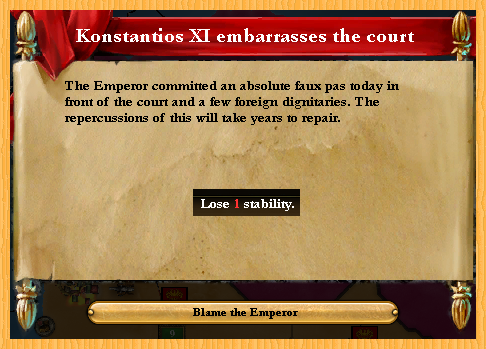 Konstantios XI embarrasses the court
The Emperor committed an absolute faux pas today in
front of the court and a few foreign dignitaries. The
repercussions of this will take years to repair.
Lose 1 stability.
9
Blame the Emperor